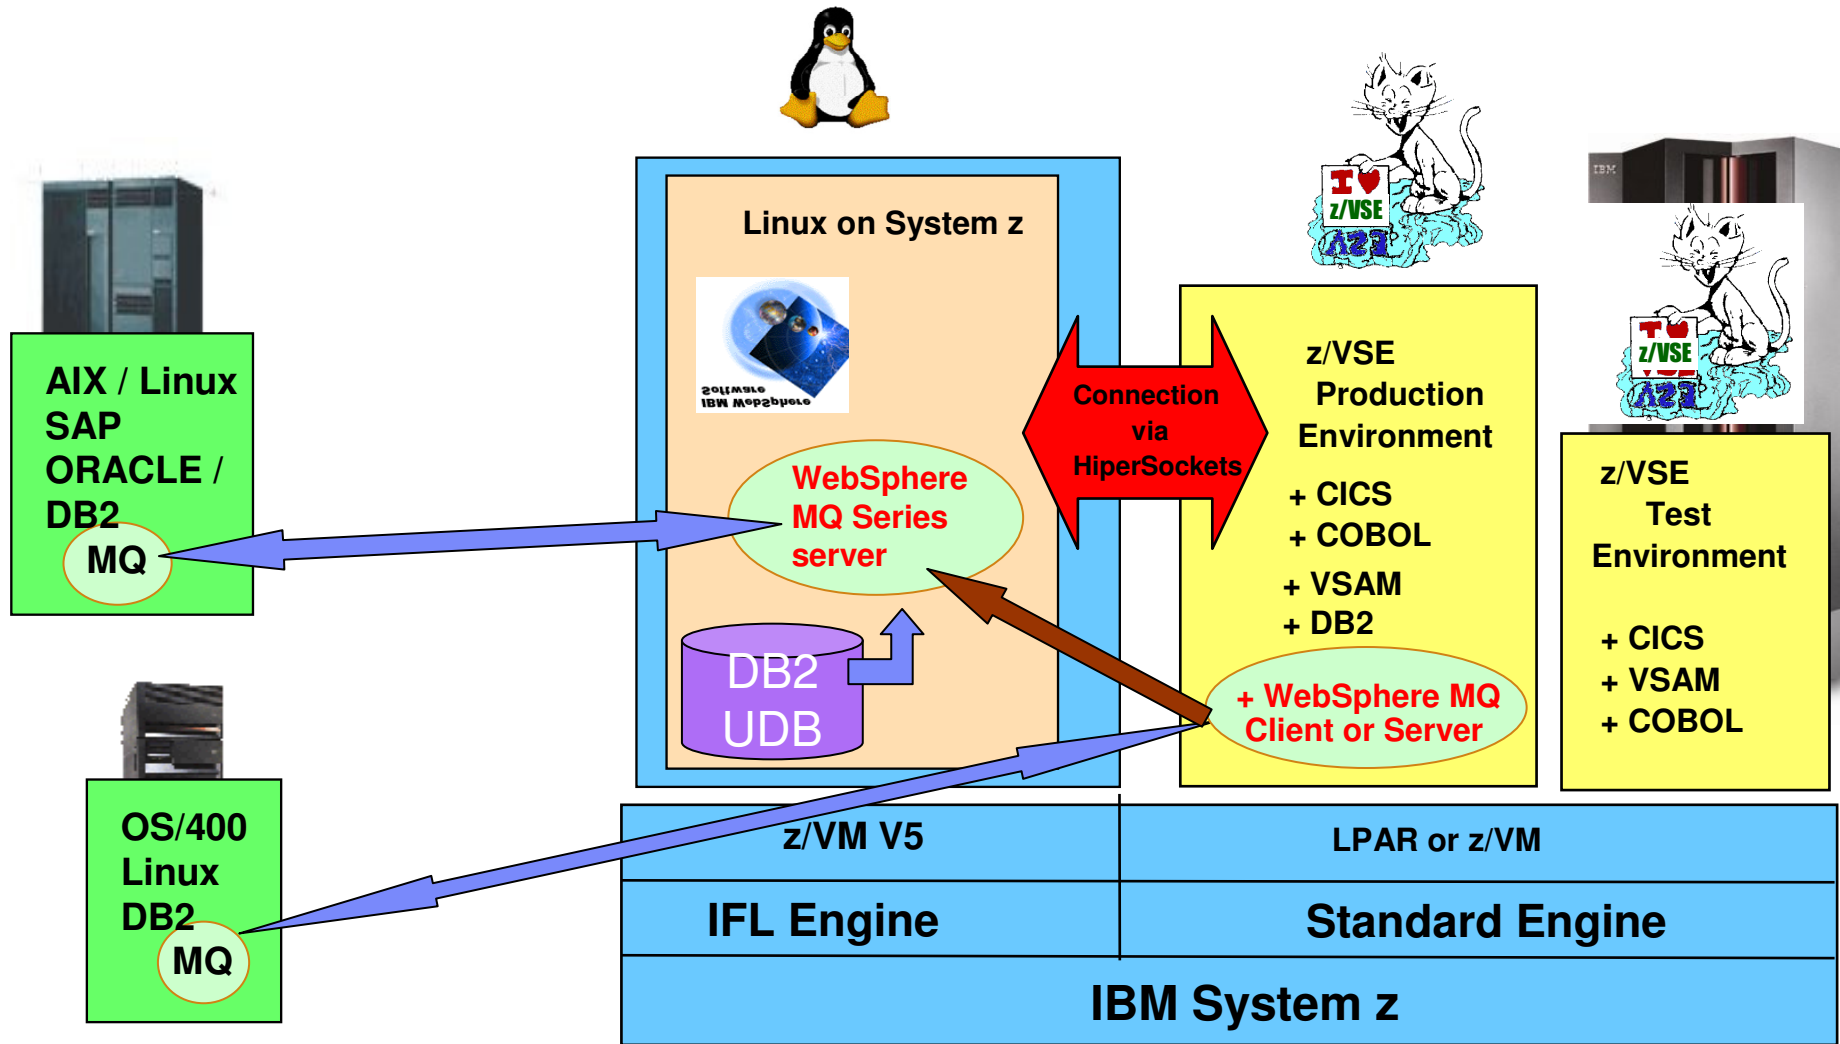 IBM
I ❤
z/VSE
Linux on System z
z/VSE
IBM WebSphere
Software
AIX / Linux
SAP
ORACLE /
DB2
MQ
WebSphere
MQ Series
server
DB2
UDB
Connection
via
HiperSockets
z/VSE
Production
Environment
+ CICS
+ COBOL
+ VSAM
+ DB2
+ WebSphere MQ
Client or Server
z/VSE
Test
Environment
+ CICS
+ VSAM
+ COBOL
OS/400
Linux
DB2
MQ
z/VM V5
LPAR or z/VM
IFL Engine
Standard Engine
IBM System z